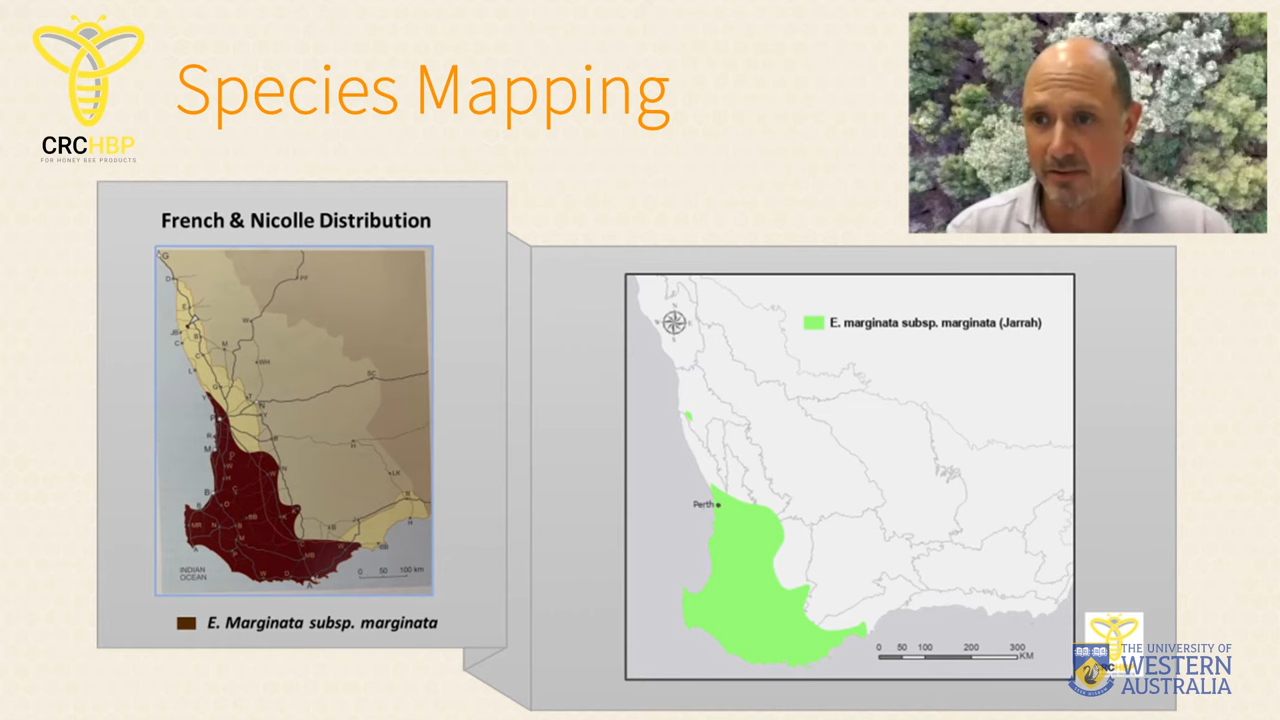 Species Mapping
CRCHBP
FOR HONEY BEE PRODUCTS
French & Nicolle Distribution
INDIAN
OCEAN
0 50 100 km
E. Marginata subsp. marginata
E. marginata subsp. marginata (Jarrah)
Perth
0 50 100 200 300
KM
THE UNIVERSITY OF
WESTERN
AUSTRALIA